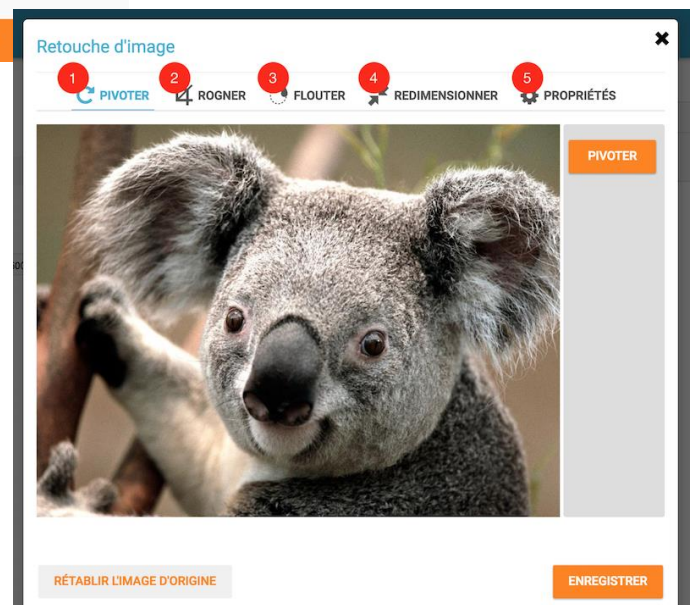 Retouche d'image
1 2 3 4 5
PIVOTER ROGNER FLOUTER REDIMENSIONNER PROPRIÉTÉS
PIVOTER
RÉTABLIR L'IMAGE D'ORIGINE
ENREGISTRER